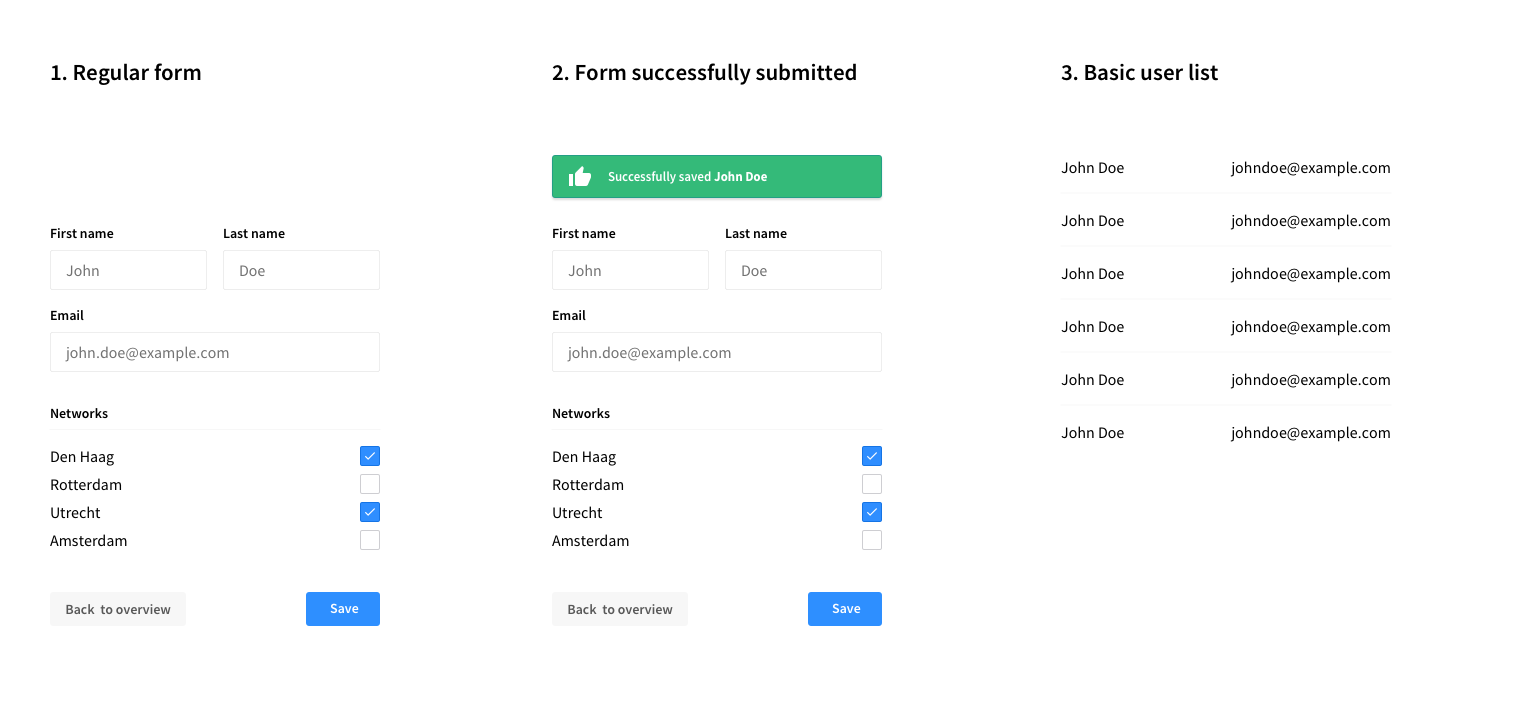 1. Regular form
First name
Last name
John
Doe
Email
john.doe@example.com
Networks
Den Haag
Rotterdam
Utrecht
Amsterdam
Back  to overview
Save
2. Form successfully submitted
Successfully saved John Doe
First name
Last name
John
Doe
Email
john.doe@example.com
Networks
Den Haag
Rotterdam
Utrecht
Amsterdam
Back  to overview
Save
3. Basic user list
John Doe johndoe@example.com
John Doe johndoe@example.com
John Doe johndoe@example.com
John Doe johndoe@example.com
John Doe johndoe@example.com
John Doe johndoe@example.com